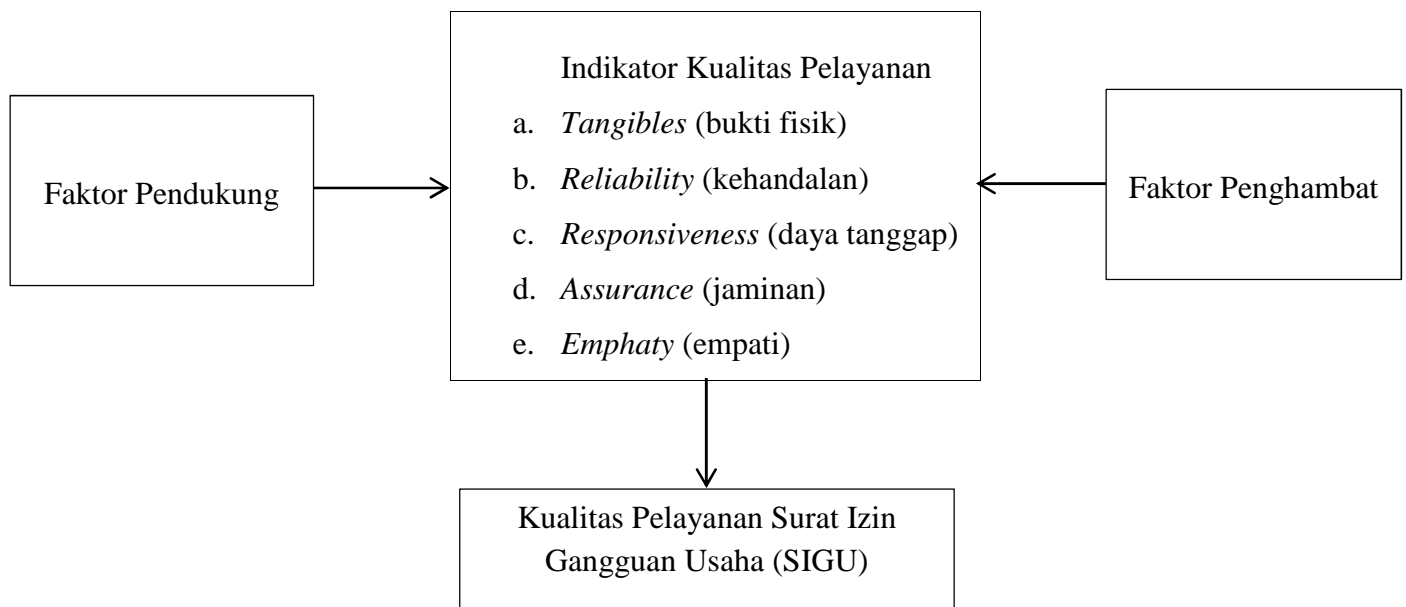 Indikator Kualitas Pelayanan
a. Tangibles (bukti fisik)
b. Reliability (kehandalan)
c. Responsiveness (daya tanggap)
d. Assurance (jaminan)
e. Emphaty (empati)
Faktor Pendukung
Faktor Penghambat
Kualitas Pelayanan Surat Izin
Gangguan Usaha (SIGU)